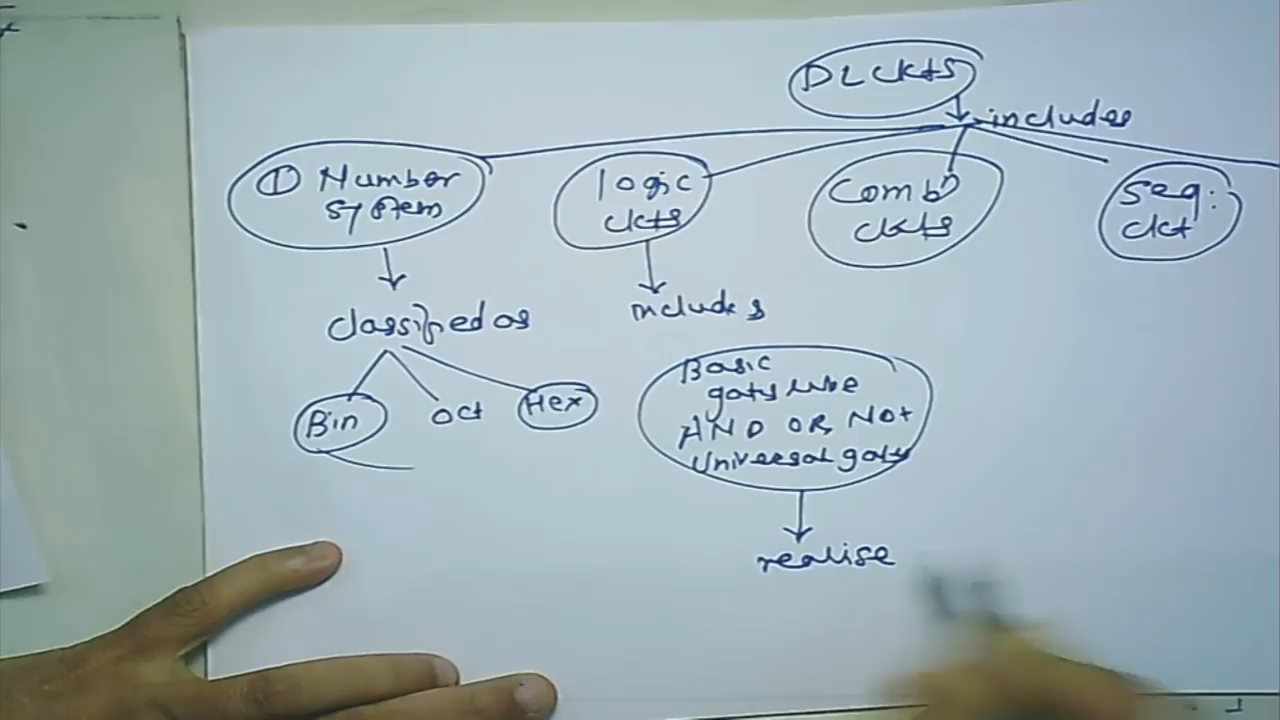 DL ckts
includes
① Number
system
logic
ckts
Combⁿ
ckts
Seq:
ckt
classified as
includes
Bin
oct
Hex
Basic
gates like
AND OR NOT
Universal gates
realise